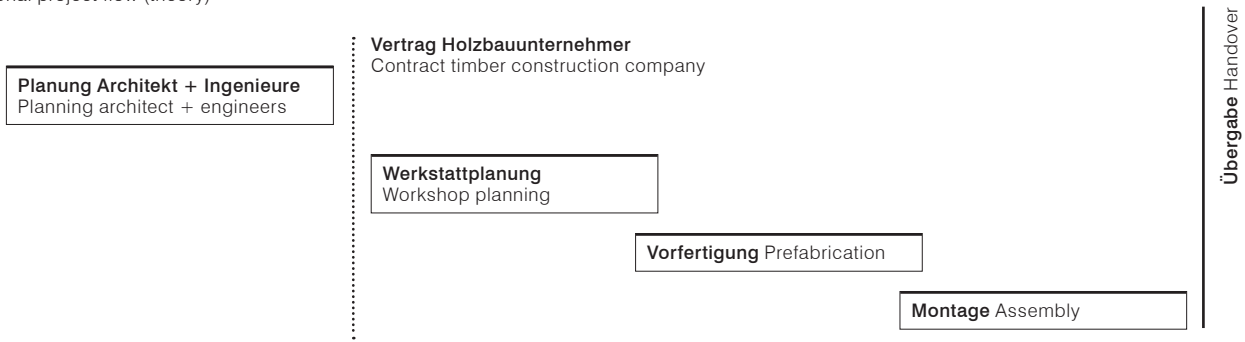 project flow (theory)
Vertrag Holzbauunternehmer
Contract timber construction company
Planung Architekt + Ingenieure
Planning architect + engineers
Werkstattplanung
Workshop planning
Vorfertigung Prefabrication
Montage Assembly
Übergabe Handover